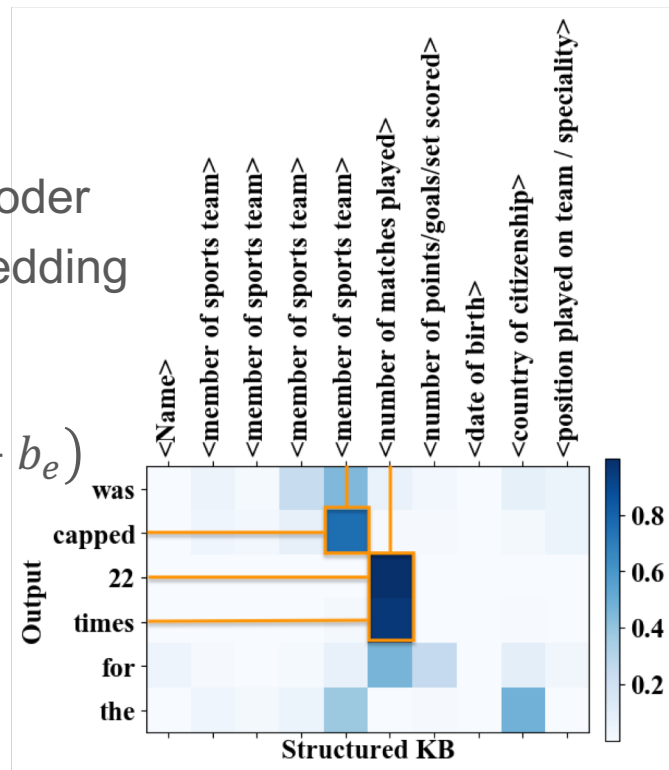 oder
edding
b_e)
<Name>
<member of sports team>
<member of sports team>
<member of sports team>
<member of sports team>
<number of matches played>
<number of points/goals/set scored>
<date of birth>
<country of citizenship>
<position played on team / speciality>
Output
was
capped
22
times
for
the
Structured KB
0.8
0.6
0.4
0.2